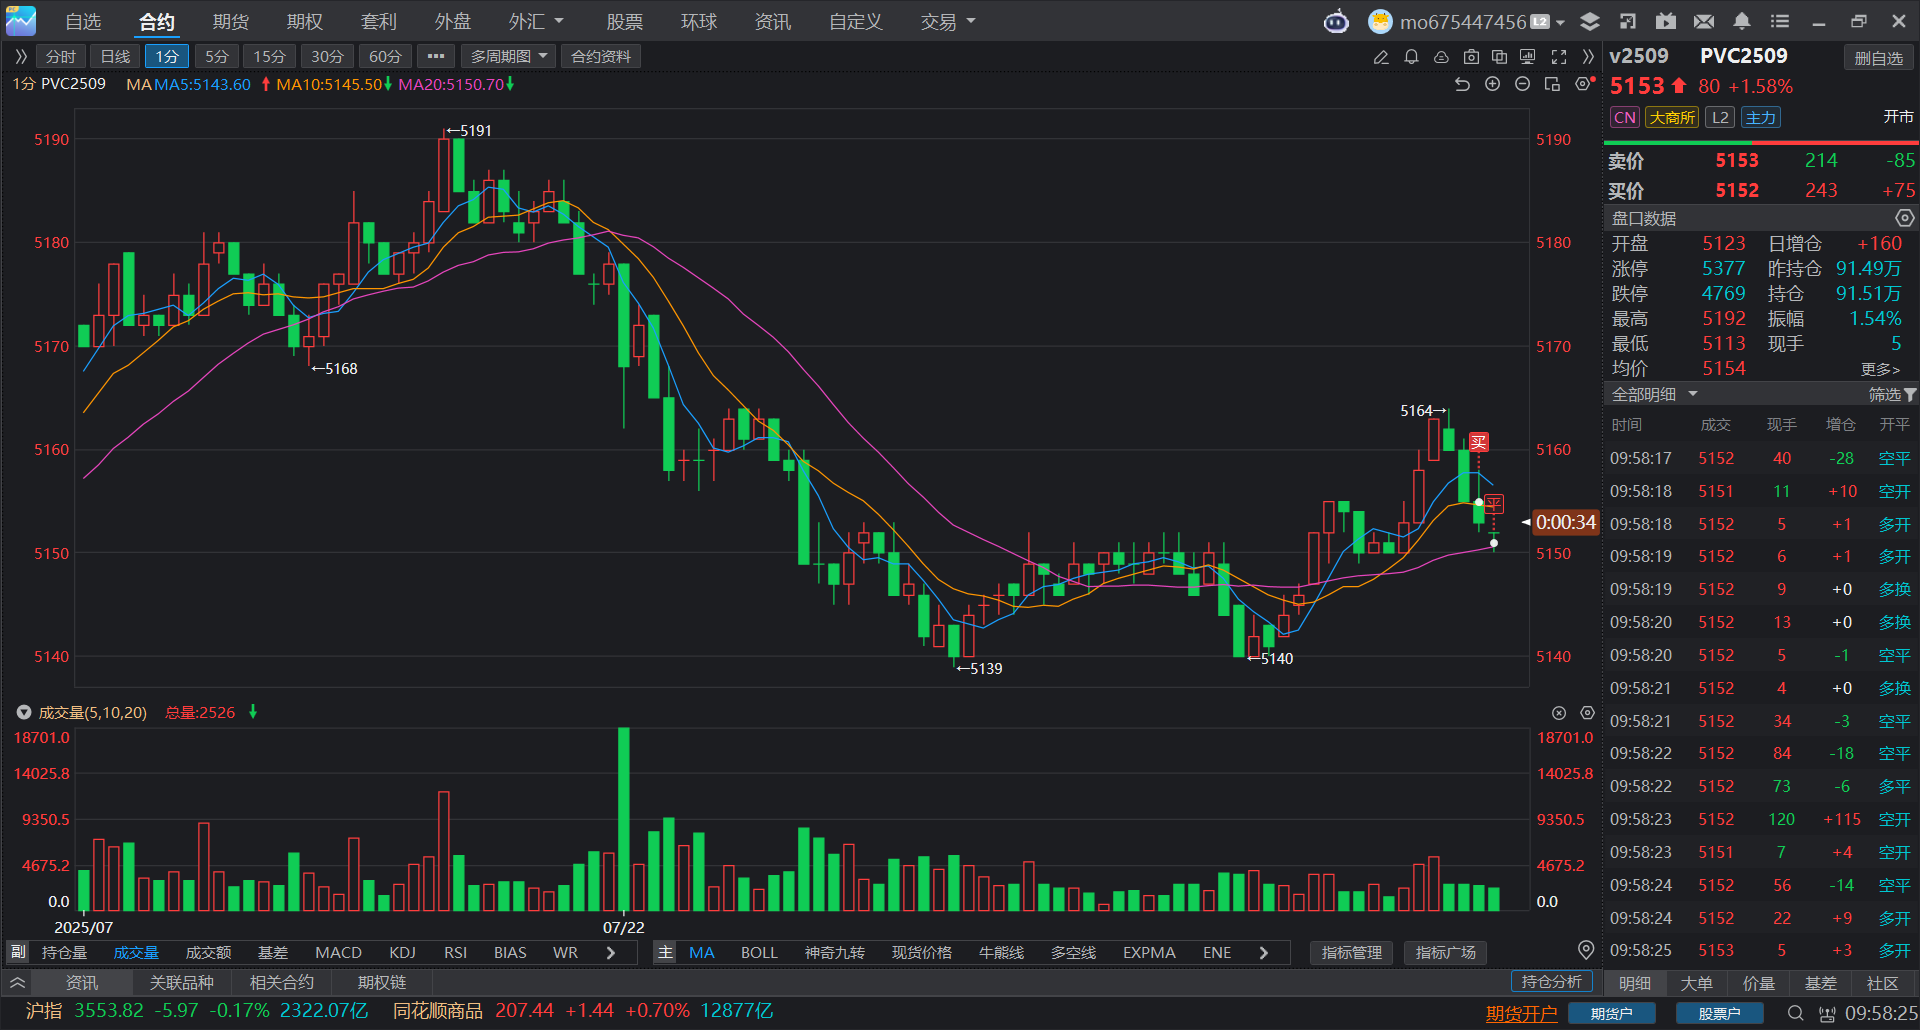 自选 合约 期货 期权 套利 外盘 外汇 股票 环球 资讯 自定义 交易 mo675447456 L2
分时 日线 1分 5分 15分 30分 60分 ••• 多周期图 合约资料
1分 PVC2509 MA MA5:5143.60 MA10:5145.50 MA20:5150.70
5190 ←5191 5190
5180 5180
5170 ←5168 5170
5164→
买
5160 5160
平
0:00:34
5150 5150
5140 ←5139 ←5140 5140
成交量(5,10,20) 总量:2526
18701.0 18701.0
14025.8 14025.8
9350.5 9350.5
4675.2 4675.2
0.0 0.0
2025/07 07/22
副 持仓量 成交量 成交额 基差 MACD KDJ RSI BIAS WR 主 MA BOLL 神奇九转 现货价格 牛熊线 多空线 EXPMA ENE 指标管理 指标广场
资讯 关联品种 相关合约 期权链 持仓分析
v2509 PVC2509 删自选
5153 80 +1.58%
CN 大商所 L2 主力 开市
卖价 5153 214 -85
买价 5152 243 +75
盘口数据
开盘 5123 日增仓 +160
涨停 5377 昨持仓 91.49万
跌停 4769 持仓 91.51万
最高 5192 振幅 1.54%
最低 5113 现手 5
均价 5154 更多>
全部明细 筛选
时间 成交 现手 增仓 开平
09:58:17 5152 40 -28 空平
09:58:18 5151 11 +10 空开
09:58:18 5152 5 +1 多开
09:58:19 5152 6 +1 多开
09:58:19 5152 9 +0 多换
09:58:20 5152 13 +0 多换
09:58:20 5152 5 -1 空平
09:58:21 5152 4 +0 多换
09:58:21 5152 34 -3 空平
09:58:22 5152 84 -18 空平
09:58:22 5152 73 -6 多平
09:58:23 5152 120 +115 空开
09:58:23 5151 7 +4 空开
09:58:24 5152 56 -14 空平
09:58:24 5152 22 +9 多开
09:58:25 5153 5 +3 多开
明细 大单 价量 基差 社区
沪指 3553.82 -5.97 -0.17% 2322.07亿 同花顺商品 207.44 +1.44 +0.70% 12877亿 期货开户 期货户 股票户 09:58:25